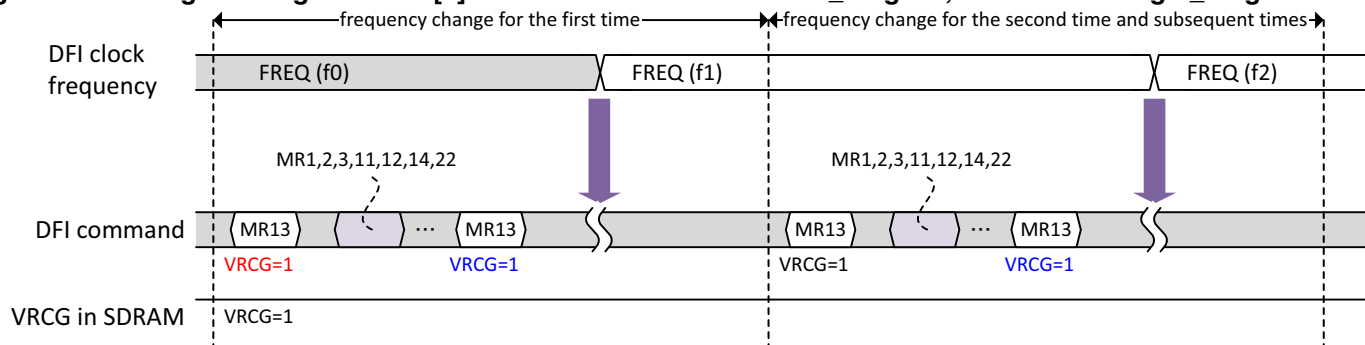 frequency change for the first time
frequency change for the second time and subsequent times
DFI clock
frequency
FREQ (f0)
FREQ (f1)
FREQ (f2)
MR1,2,3,11,12,14,22
MR1,2,3,11,12,14,22
DFI command
MR13
...
MR13
MR13
...
MR13
VRCG=1
VRCG=1
VRCG=1
VRCG=1
VRCG in SDRAM
VRCG=1